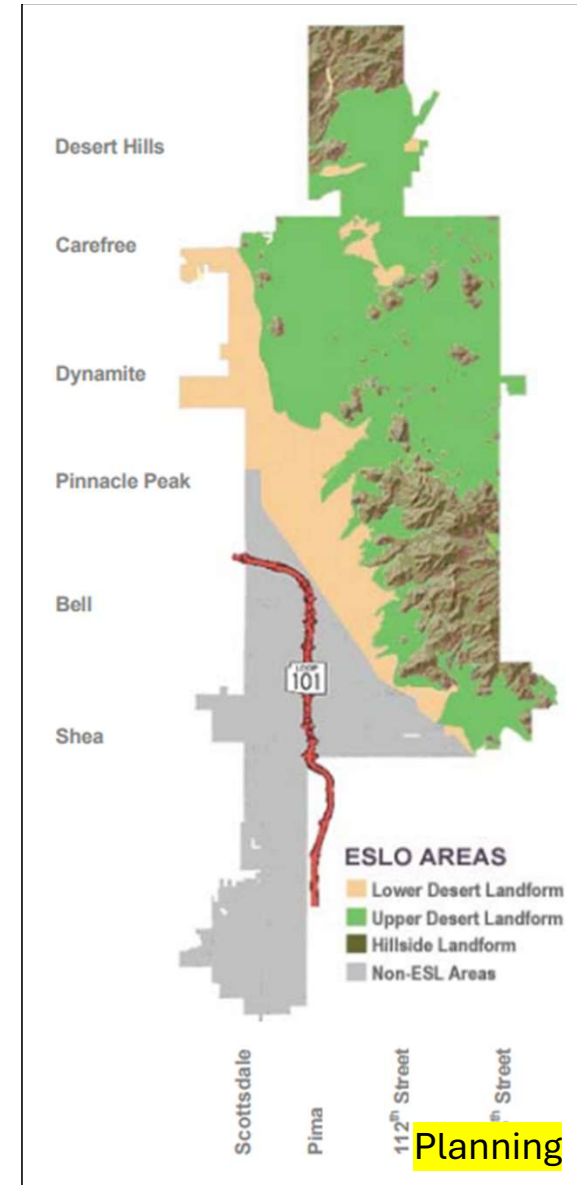 Desert Hills
Carefree
Dynamite
Pinnacle Peak
Bell
LOOP
101
Shea
ESLO AREAS
Lower Desert Landform
Upper Desert Landform
Hillside Landform
Non-ESL Areas
Scottsdale
Pima
112th Street
th Street
Planning